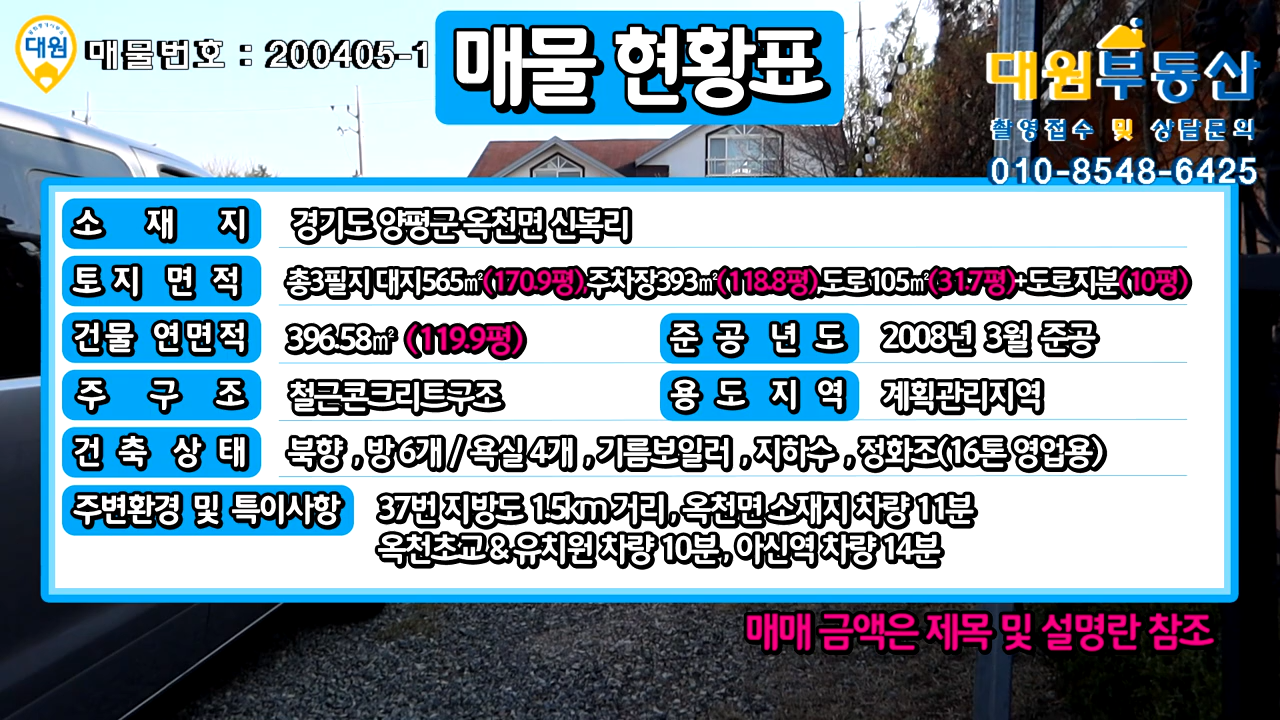 대원
매물번호 : 200405-1
매물 현황표
대원부동산
촬영접수 및 상담문의
010-8548-6425
소 재 지 경기도 양평군 옥천면 신복리
토지 면적 총3필지 대지565㎡(170.9평),주차장393㎡(118.8평),도로105㎡(31.7평)+도로지분(10평)
건물 연면적 396.58㎡ (119.9평) 준 공 년 도 2008년 3월 준공
주 구 조 철근콘크리트구조 용 도 지 역 계획관리지역
건 축 상 태 북향 , 방 6개 / 욕실 4개 , 기름보일러 , 지하수 , 정화조(16톤 영업용)
주변환경 및 특이사항 37번 지방도 1.5km 거리 , 옥천면 소재지 차량 11분
옥천초교 & 유치원 차량 10분 , 아신역 차량 14분
매매 금액은 제목 및 설명란 참조